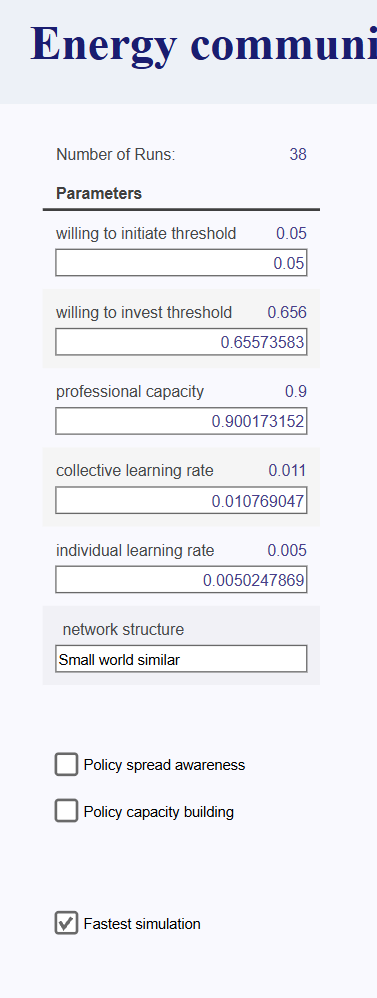 Energy communi
Number of Runs: 38
Parameters
willing to initiate threshold 0.05
0.05
willing to invest threshold 0.656
0.65573583
professional capacity 0.9
0.900173152
collective learning rate 0.011
0.010769047
individual learning rate 0.005
0.0050247869
network structure
Small world similar
Policy spread awareness
Policy capacity building
Fastest simulation